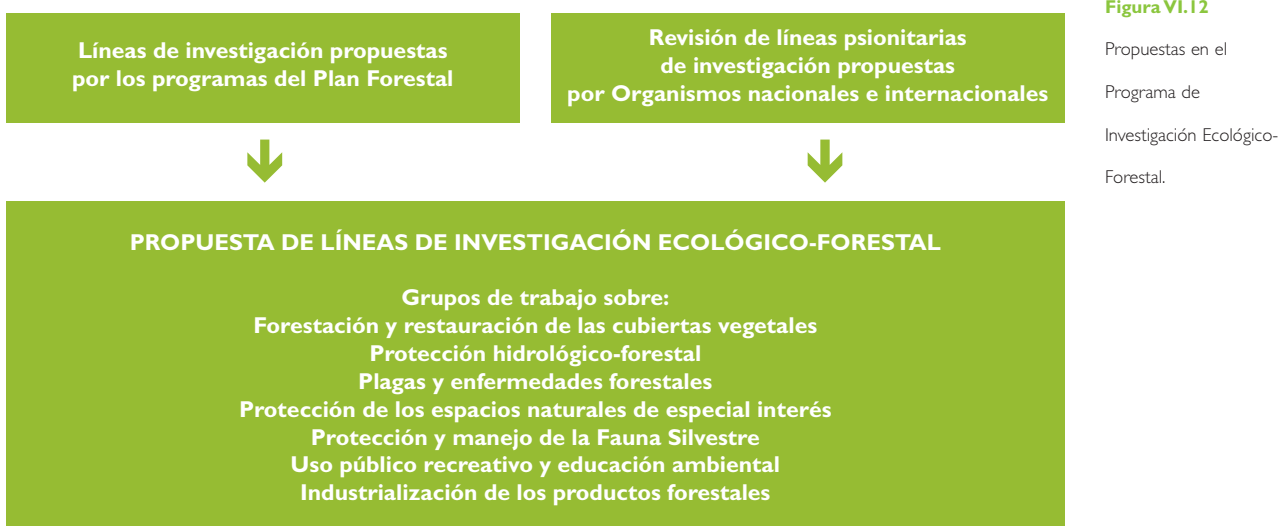 Líneas de investigación propuestas
por los programas del Plan Forestal
Revisión de líneas psionitarias
de investigación propuestas
por Organismos nacionales e internacionales
PROPUESTA DE LÍNEAS DE INVESTIGACIÓN ECOLÓGICO-FORESTAL
Grupos de trabajo sobre:
Forestación y restauración de las cubiertas vegetales
Protección hidrológico-forestal
Plagas y enfermedades forestales
Protección de los espacios naturales de especial interés
Protección y manejo de la Fauna Silvestre
Uso público recreativo y educación ambiental
Industrialización de los productos forestales
Figura VI.12
Propuestas en el
Programa de
Investigación Ecológico-
Forestal.